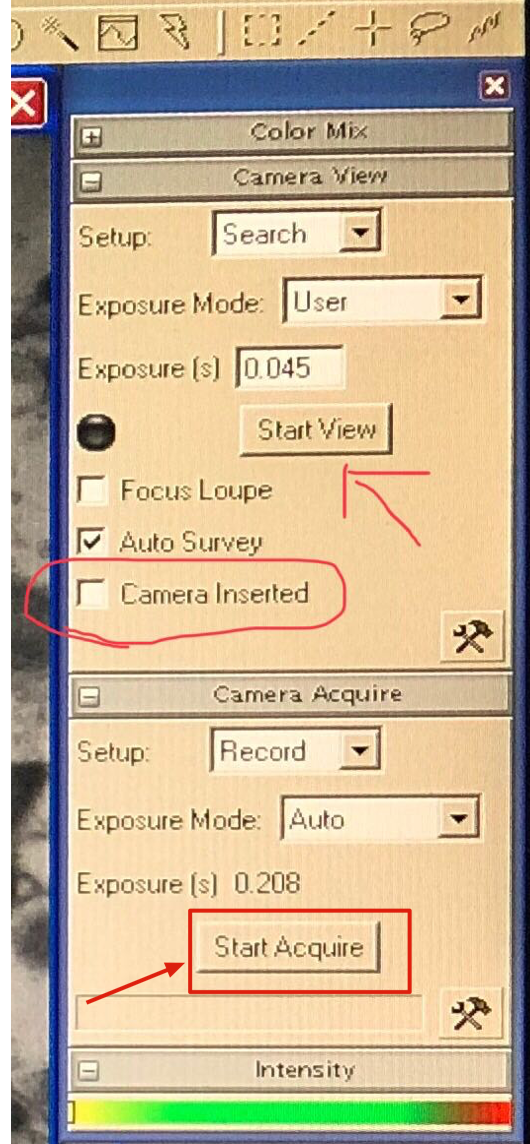 Color Mix
Camera View
Setup: Search
Exposure Mode: User
Exposure (s) 0.045
Start View
Focus Loupe
Auto Survey
Camera Inserted
Camera Acquire
Setup: Record
Exposure Mode: Auto
Exposure (s) 0.208
Start Acquire
Intensity